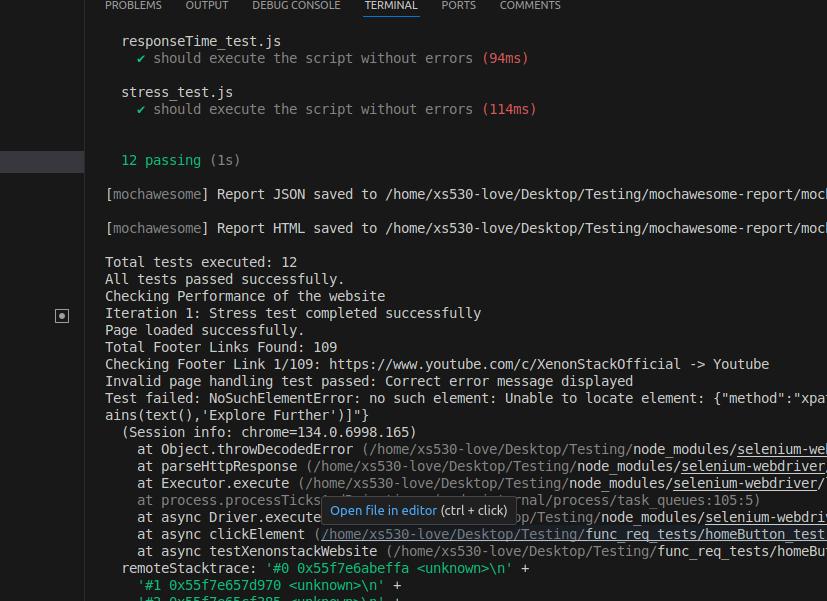 PROBLEMS OUTPUT DEBUG CONSOLE TERMINAL PORTS COMMENTS
responseTime_test.js
✔ should execute the script without errors (94ms)
stress_test.js
✔ should execute the script without errors (114ms)
12 passing (1s)
[mochawesome] Report JSON saved to /home/xs530-love/Desktop/Testing/mochawesome-report/moc
[mochawesome] Report HTML saved to /home/xs530-love/Desktop/Testing/mochawesome-report/moc
Total tests executed: 12
All tests passed successfully.
Checking Performance of the website
Iteration 1: Stress test completed successfully
Page loaded successfully.
Total Footer Links Found: 109
Checking Footer Link 1/109: https://www.youtube.com/c/XenonStackOfficial -> Youtube
Invalid page handling test passed: Correct error message displayed
Test failed: NoSuchElementError: no such element: Unable to locate element: {"method":"xpa
ains(text(),'Explore Further')]"}
(Session info: chrome=134.0.6998.165)
at Object.throwDecodedError (/home/xs530-love/Desktop/Testing/node_modules/selenium-we
at parseHttpResponse (/home/xs530-love/Desktop/Testing/node_modules/selenium-webdriver
at Executor.execute (/home/xs530-love/Desktop/Testing/node_modules/selenium-webdriver/
at process.processTicks ernal/process/task_queues:105:5)
Open file in editor (ctrl + click)
at async Driver.execute p/Testing/node_modules/selenium-webdri
at async clickElement (/home/xs530-love/Desktop/Testing/func_req_tests/homeButton_test
at async testXenonstackWebsite (/home/xs530-love/Desktop/Testing/func_req_tests/homeBu
remoteStacktrace: '#0 0x55f7e6abeffa <unknown>\n' +
'#1 0x55f7e657d970 <unknown>\n' +